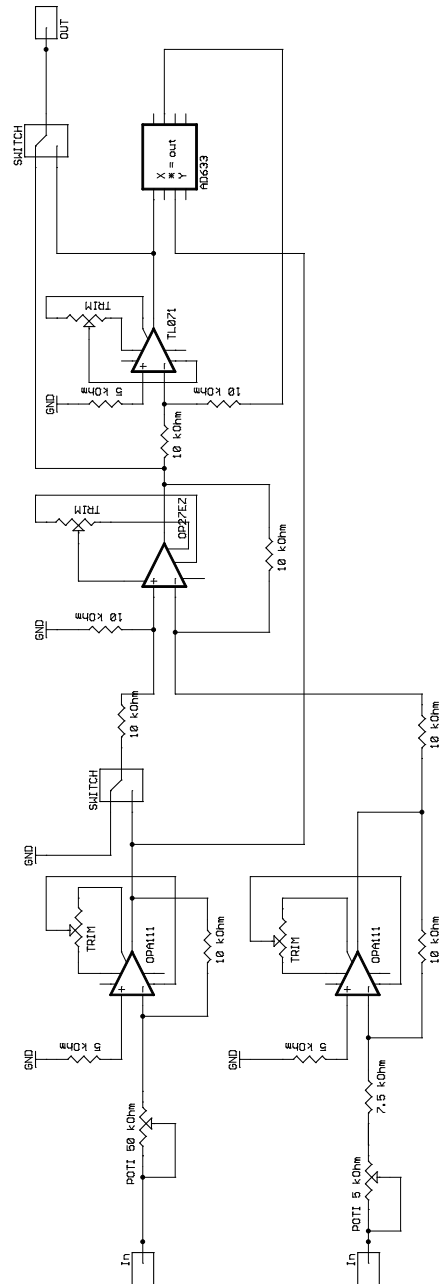 OUT
SWITCH
X
* = out
Y
AD633
TRIM
TL071
GND
5 kOhm
10 kOhm
10 kOhm
TRIM
OP27EZ
GND
10 kOhm
10 kOhm
10 kOhm
SWITCH
10 kOhm
GND
TRIM
OPA111
GND
5 kOhm
10 kOhm
POTI 50 kOhm
In
TRIM
OPA111
GND
5 kOhm
10 kOhm
7.5 kOhm
POTI 5 kOhm
In